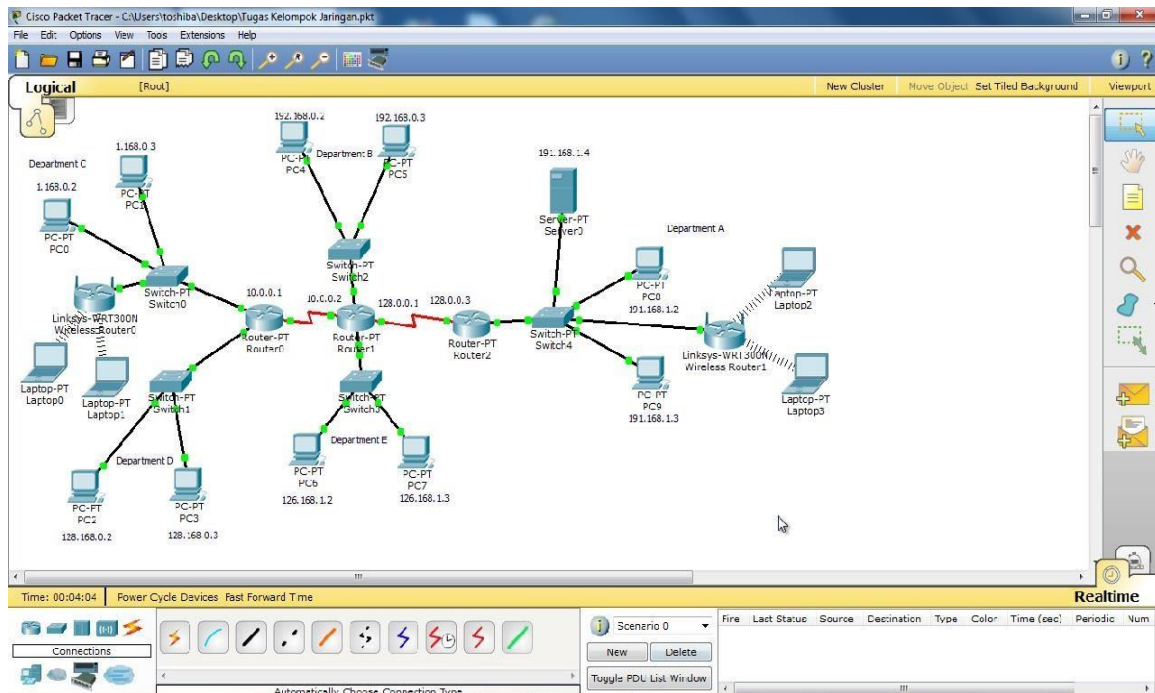 Cisco Packet Tracer - C:\Users\toshiba\Desktop\Tugas Kelompok Jaringan.pkt
File Edit Options View Tools Extensions Help
Logical [Root] New Cluster Move Object Set Tiled Background Viewport
192.168.0.2 192.168.0.3
PC-PT
PC4
Department B
PC-PT
PC5
Switch-PT
Switch2
Department C
1.168.0.3
PC-PT
PC1
1.168.0.2
PC-PT
PC0
Switch-PT
Switch0
Linksys-WRT300N
Wireless Router0
Laptop-PT
Laptop0
Laptop-PT
Laptop1
10.0.0.1
Router-PT
Router0
10.0.0.2
Router-PT
Router1
128.0.0.1 128.0.0.3
Router-PT
Router2
191.168.1.4
Server-PT
Server0
Department A
PC-PT
191.168.1.2
Switch-PT
Switch4
PC-PT
PC9
191.168.1.3
Linksys-WRT300N
Wireless Router1
Laptop-PT
Laptop2
Laptop-PT
Laptop3
Switch-PT
Switch1
Department D
PC-PT
PC2
128.168.0.2
PC-PT
PC3
128.168.0.3
Switch-PT
Switch3
Department E
PC-PT
PC6
126.168.1.2
PC-PT
PC7
126.168.1.3
Time: 00:04:04 Power Cycle Devices Fast Forward Time Realtime
Connections
Automatically Choose Connection Type
Scenario 0
New Delete
Toggle PDU List Window
Fire Last Status Source Destination Type Color Time (sec) Periodic Num